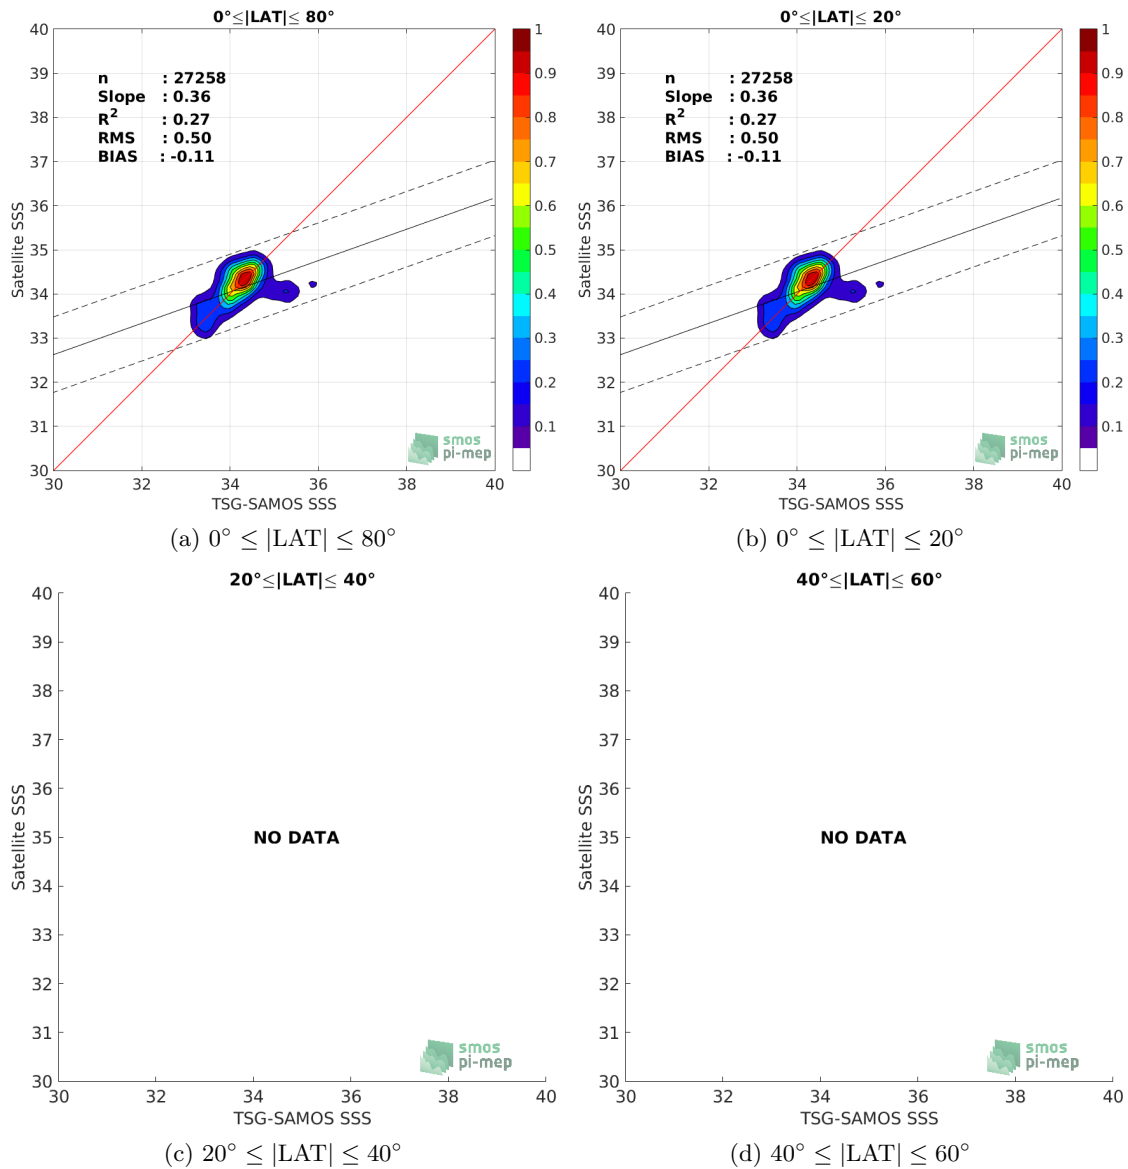 0°≤|LAT|≤ 80°
40
39
38
37
36
35
34
33
32
31
30
Satellite SSS
n : 27258
Slope : 0.36
R2 : 0.27
RMS : 0.50
BIAS : -0.11
smos
pi-mep
30 32 34 36 38 40
TSG-SAMOS SSS
1
0.9
0.8
0.7
0.6
0.5
0.4
0.3
0.2
0.1
(a) 0° ≤ |LAT| ≤ 80°
0°≤|LAT|≤ 20°
40
39
38
37
36
35
34
33
32
31
30
Satellite SSS
n : 27258
Slope : 0.36
R2 : 0.27
RMS : 0.50
BIAS : -0.11
smos
pi-mep
30 32 34 36 38 40
TSG-SAMOS SSS
1
0.9
0.8
0.7
0.6
0.5
0.4
0.3
0.2
0.1
(b) 0° ≤ |LAT| ≤ 20°
20°≤|LAT|≤ 40°
40
39
38
37
36
35
34
33
32
31
30
Satellite SSS
NO DATA
smos
pi-mep
30 32 34 36 38 40
TSG-SAMOS SSS
(c) 20° ≤ |LAT| ≤ 40°
40°≤|LAT|≤ 60°
40
39
38
37
36
35
34
33
32
31
30
Satellite SSS
NO DATA
smos
pi-mep
30 32 34 36 38 40
TSG-SAMOS SSS
(d) 40° ≤ |LAT| ≤ 60°